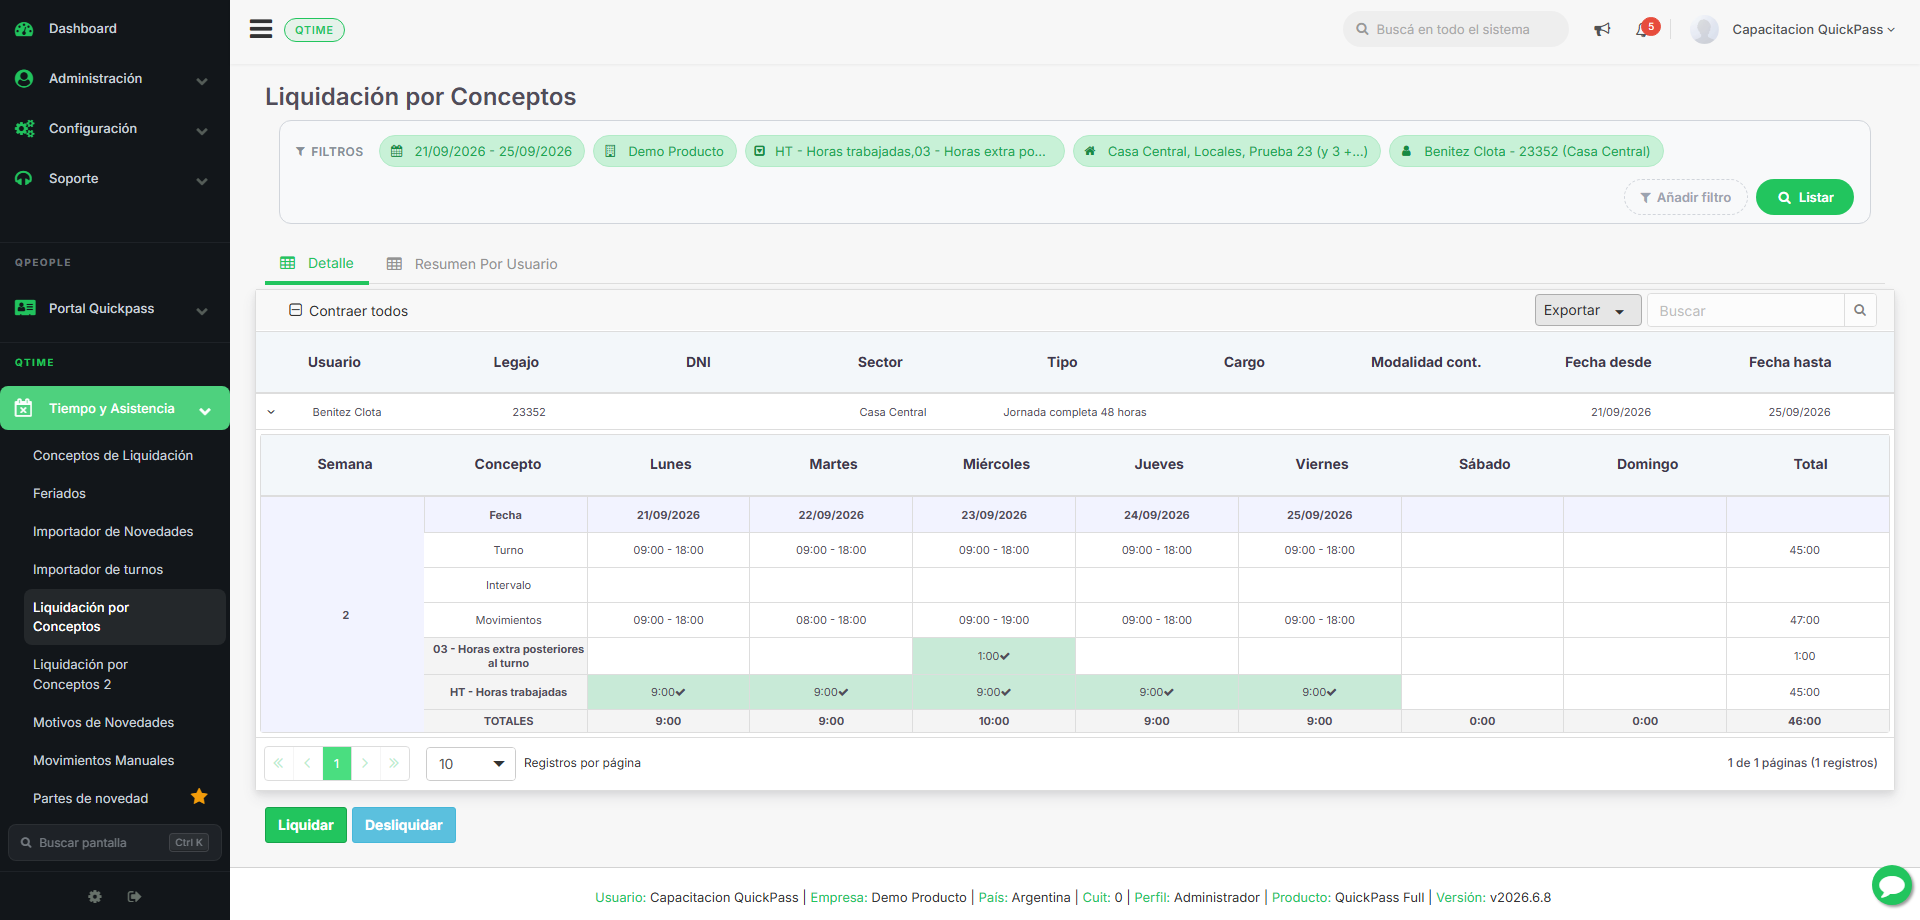 Dashboard
Administración
Configuración
Soporte
QPEOPLE
Portal Quickpass
QTIME
Tiempo y Asistencia
Conceptos de Liquidación
Feriados
Importador de Novedades
Importador de turnos
Liquidación por
Conceptos
Liquidación por
Conceptos 2
Motivos de Novedades
Movimientos Manuales
Partes de novedad
Buscar pantalla Ctrl K
QTIME
Buscá en todo el sistema
5
Capacitacion QuickPass
Liquidación por Conceptos
FILTROS 21/09/2026 - 25/09/2026 Demo Producto HT - Horas trabajadas,03 - Horas extra po... Casa Central, Locales, Prueba 23 (y 3 +...) Benitez Clota - 23352 (Casa Central)
Añadir filtro Listar
Detalle Resumen Por Usuario
Contraer todos Exportar Buscar
Usuario Legajo DNI Sector Tipo Cargo Modalidad cont. Fecha desde Fecha hasta
Benitez Clota 23352 Casa Central Jornada completa 48 horas 21/09/2026 25/09/2026
Semana Concepto Lunes Martes Miércoles Jueves Viernes Sábado Domingo Total
Fecha 21/09/2026 22/09/2026 23/09/2026 24/09/2026 25/09/2026
Turno 09:00 - 18:00 09:00 - 18:00 09:00 - 18:00 09:00 - 18:00 09:00 - 18:00 45:00
Intervalo
2
Movimientos 09:00 - 18:00 08:00 - 18:00 09:00 - 19:00 09:00 - 18:00 09:00 - 18:00 47:00
03 - Horas extra posteriores
al turno 1:00 1:00
HT - Horas trabajadas 9:00 9:00 9:00 9:00 9:00 45:00
TOTALES 9:00 9:00 10:00 9:00 9:00 0:00 0:00 46:00
« ‹ 1 › » 10 Registros por página 1 de 1 páginas (1 registros)
Liquidar Desliquidar
Usuario: Capacitacion QuickPass | Empresa: Demo Producto | País: Argentina | Cuit: 0 | Perfil: Administrador | Producto: QuickPass Full | Versión: v2026.6.8